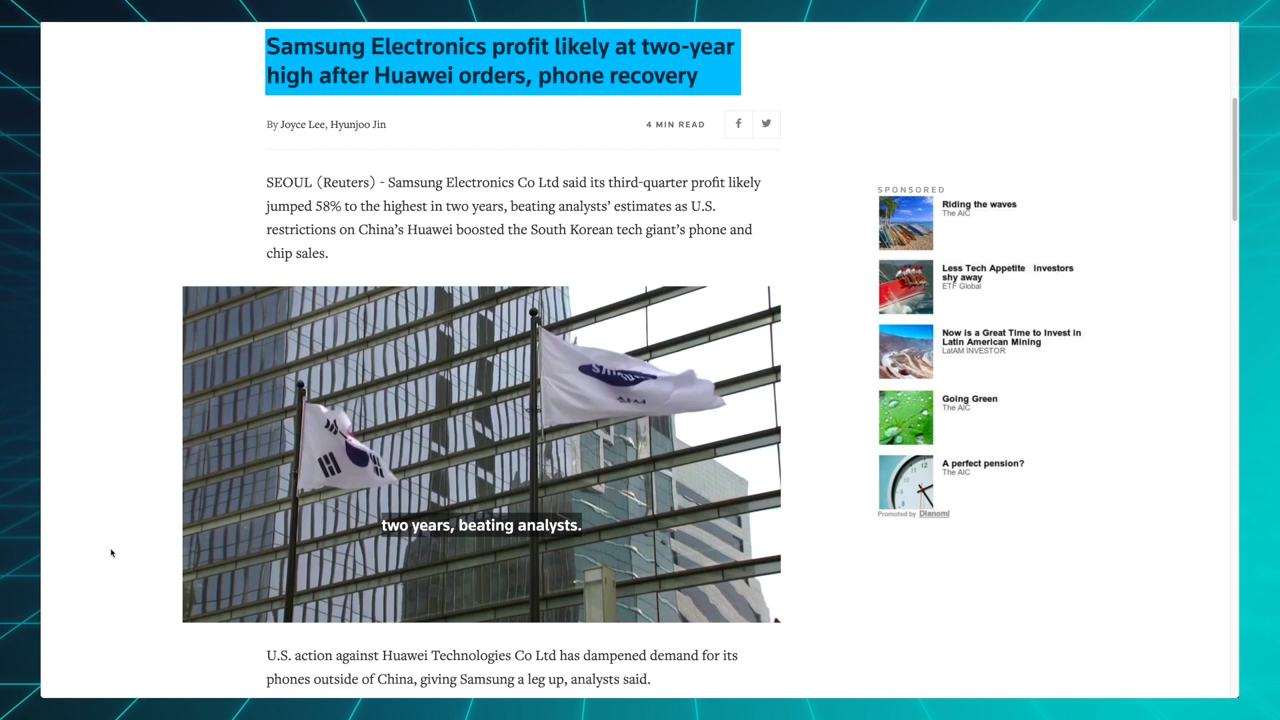 Samsung Electronics profit likely at two-year
high after Huawei orders, phone recovery
By Joyce Lee, Hyunjoo Jin
4 MIN READ
SEOUL (Reuters) - Samsung Electronics Co Ltd said its third-quarter profit likely
jumped 58% to the highest in two years, beating analysts’ estimates as U.S.
restrictions on China’s Huawei boosted the South Korean tech giant’s phone and
chip sales.
SAMSUNG
two years, beating analysts.
U.S. action against Huawei Technologies Co Ltd has dampened demand for its
phones outside of China, giving Samsung a leg up, analysts said.
SPONSORED
Riding the waves
The AIC
Less Tech Appetite investors
shy away
ETF Global
Now is a Great Time to Invest in
Latin American Mining
LatAM INVESTOR
Going Green
The AIC
A perfect pension?
The AIC
Promoted by Dianomi